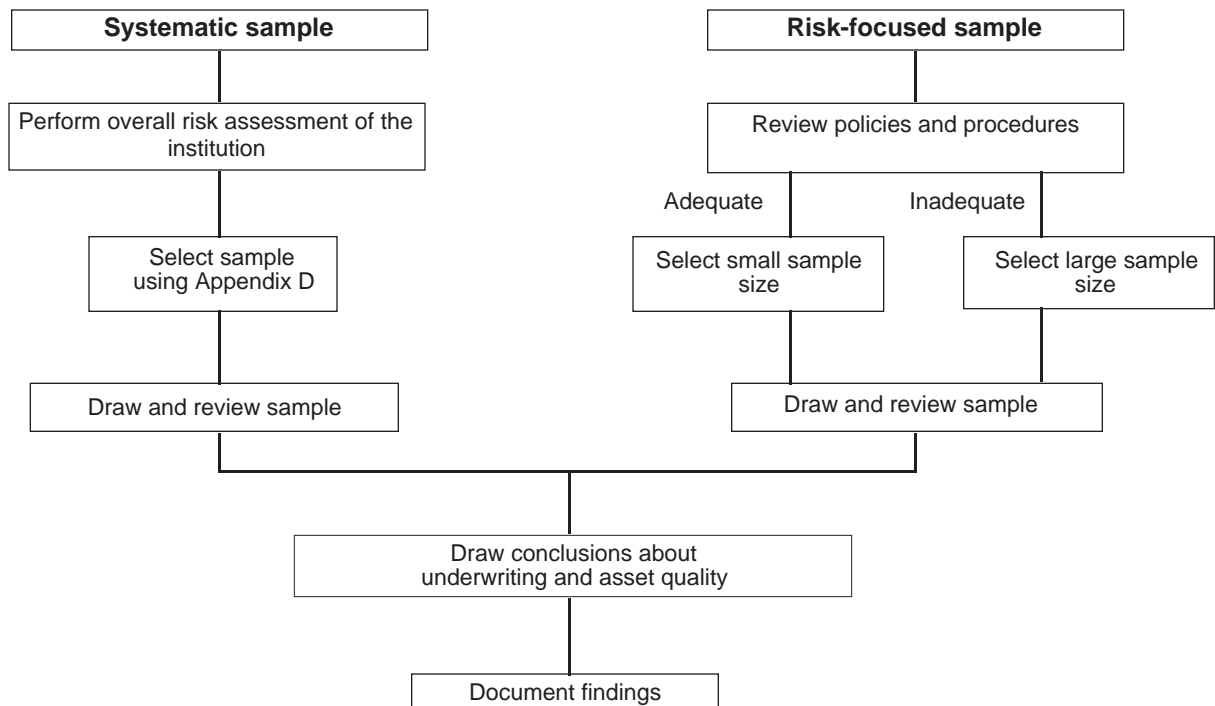 Systematic sample
Perform overall risk assessment of the
institution
Select sample
using Appendix D
Draw and review sample
Risk-focused sample
Review policies and procedures
Adequate
Inadequate
Select small sample
size
Select large sample
size
Draw and review sample
Draw conclusions about
underwriting and asset quality
Document findings